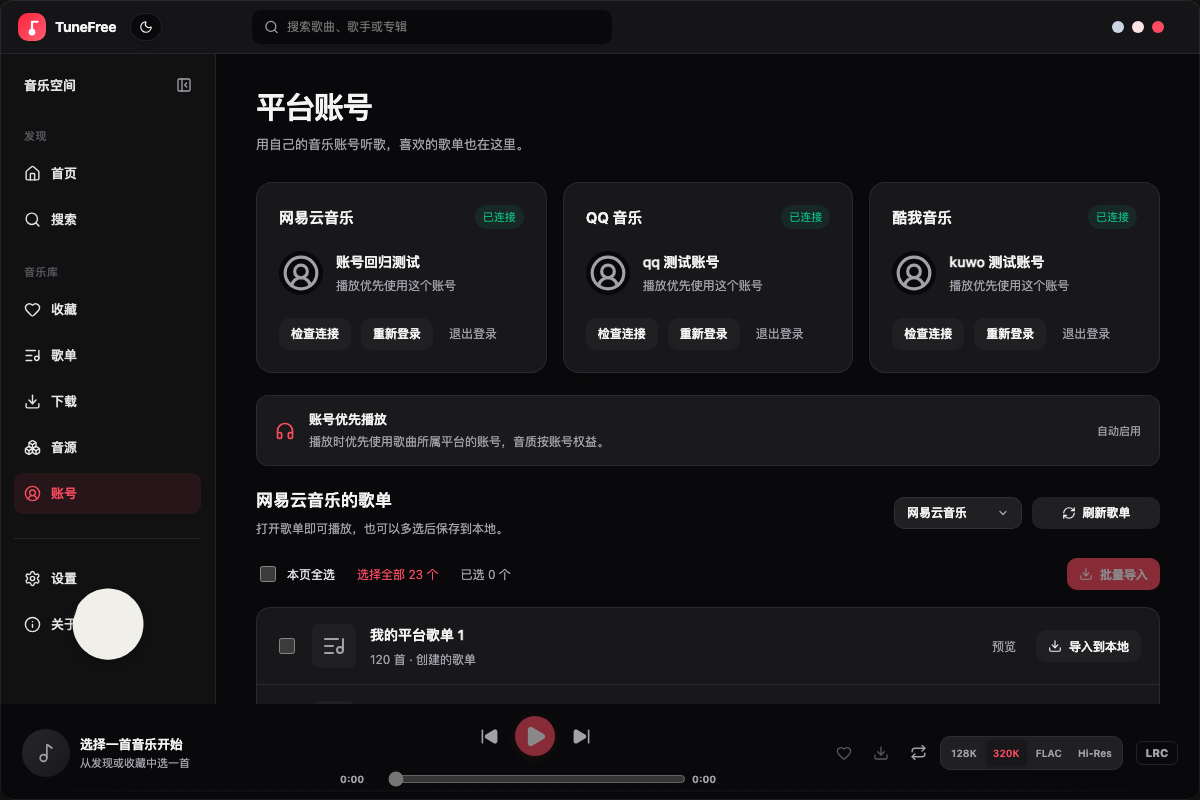 TuneFree
搜索歌曲、歌手或专辑
音乐空间
发现
首页
搜索
音乐库
收藏
歌单
下载
音源
账号
设置
关于
平台账号
用自己的音乐账号听歌，喜欢的歌单也在这里。
网易云音乐 已连接
账号回归测试
播放优先使用这个账号
检查连接 重新登录 退出登录
QQ 音乐 已连接
qq 测试账号
播放优先使用这个账号
检查连接 重新登录 退出登录
酷我音乐 已连接
kuwo 测试账号
播放优先使用这个账号
检查连接 重新登录 退出登录
账号优先播放
播放时优先使用歌曲所属平台的账号，音质按账号权益。
自动启用
网易云音乐的歌单
打开歌单即可播放，也可以多选后保存到本地。
网易云音乐 刷新歌单
本页全选 选择全部 23 个 已选 0 个 批量导入
我的平台歌单 1
120 首 · 创建的歌单
预览 导入到本地
选择一首音乐开始
从发现或收藏中选一首
0:00 0:00
128K 320K FLAC Hi-Res LRC